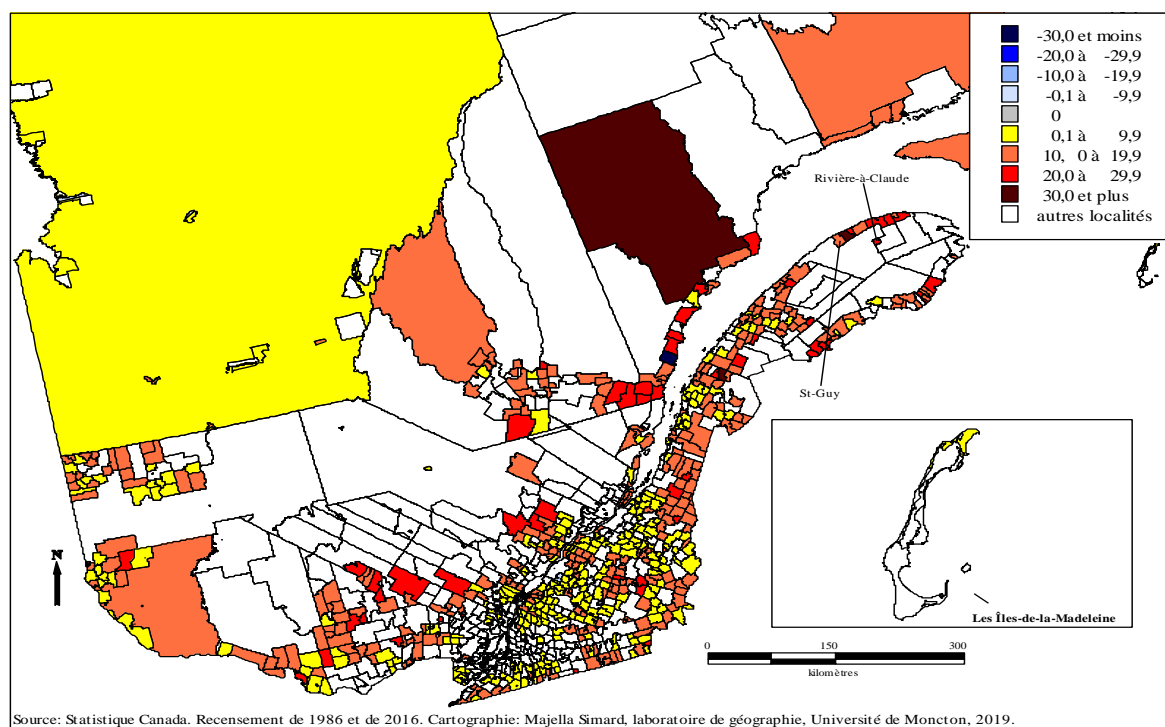 -30,0 et moins
-20,0 à -29,9
-10,0 à -19,9
-0,1 à -9,9
0
0,1 à 9,9
10, 0 à 19,9
20,0 à 29,9
30,0 et plus
autres localités
Rivière-à-Claude
St-Guy
N
Les Îles-de-la-Madeleine
0 150 300
kilomètres
Source: Statistique Canada. Recensement de 1986 et de 2016. Cartographie: Majella Simard, laboratoire de géographie, Université de Moncton, 2019.